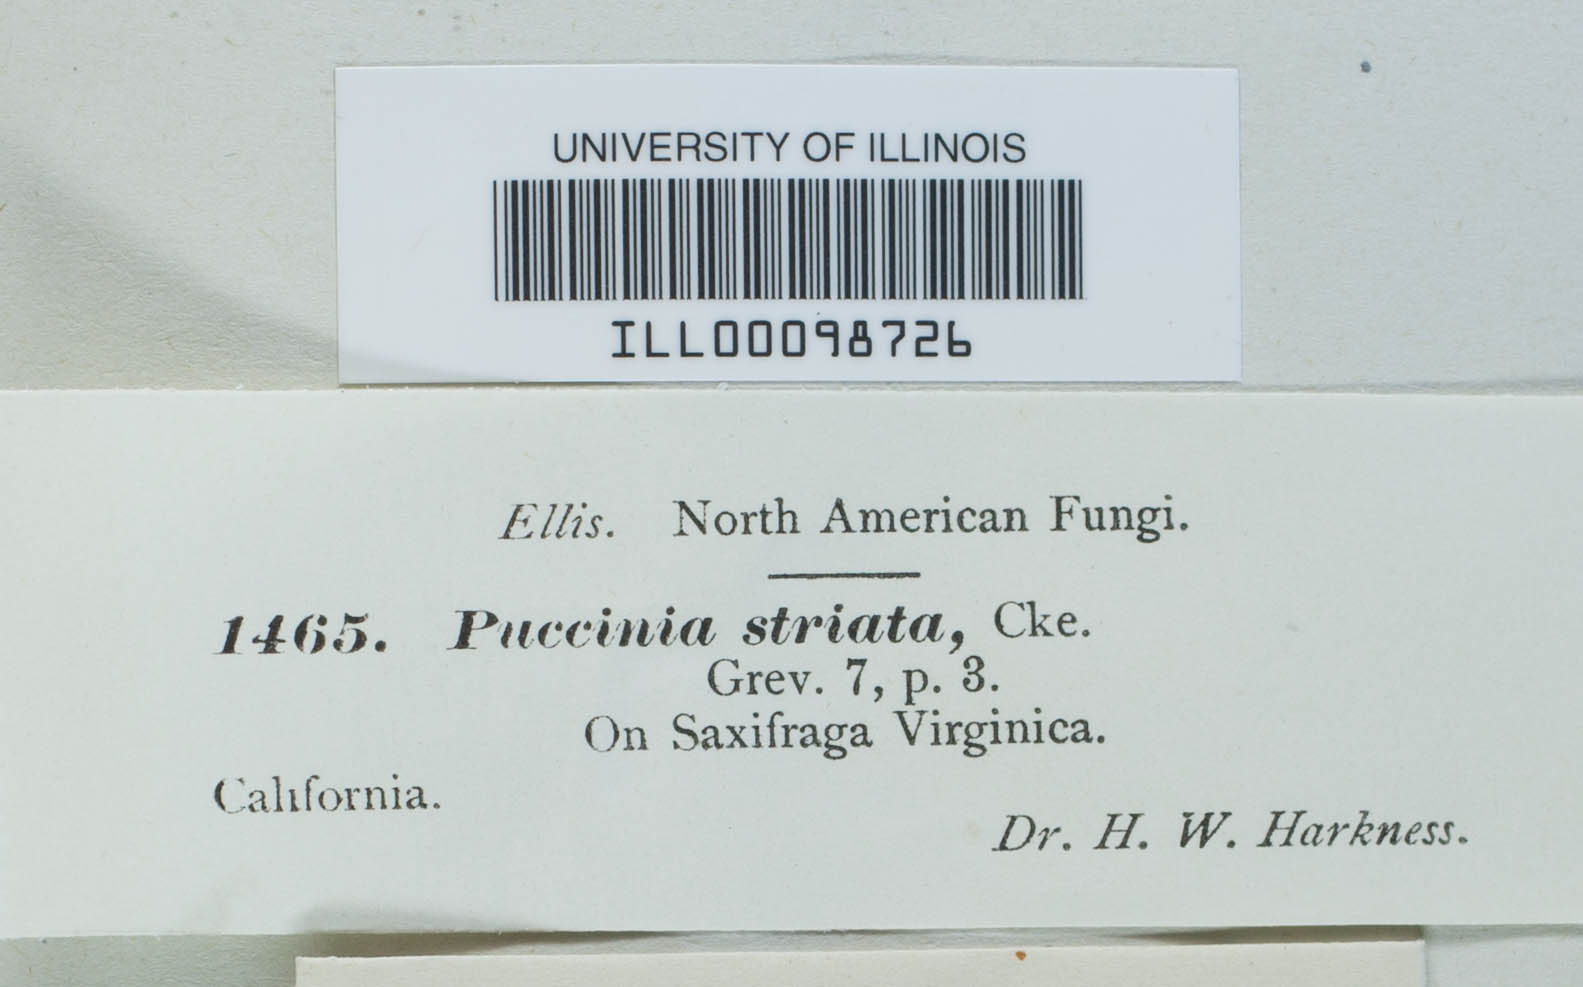 UNIVERSITY OF ILLINOIS
ILL00098726
Ellis. North American Fungi.
1465. Puccinia striata, Cke.
Grev. 7, p. 3.
On Saxifraga Virginica.
California.
Dr. H. W. Harkness.